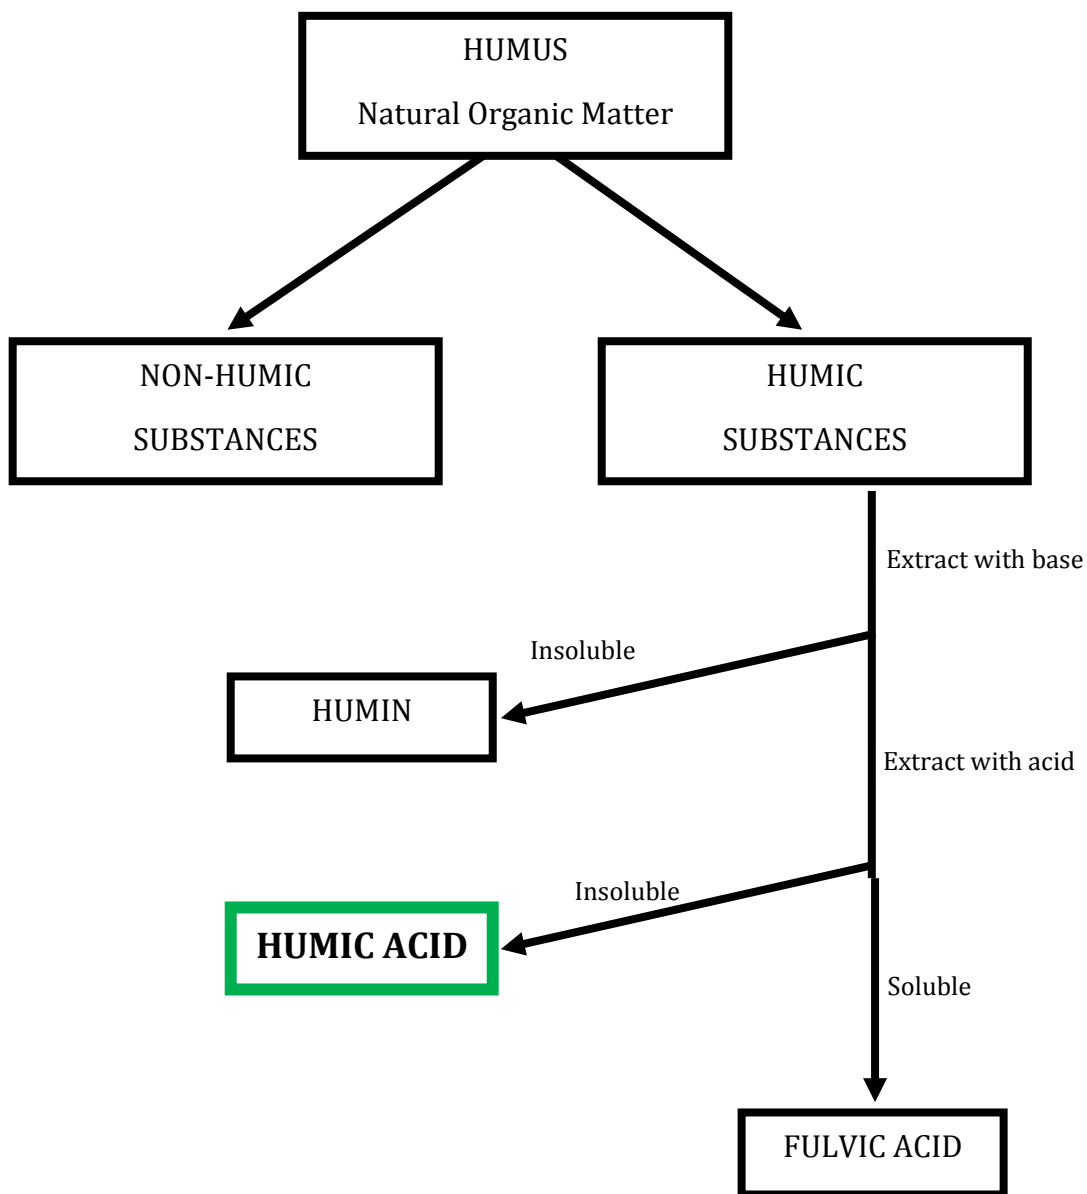 HUMUS
Natural Organic Matter
NON-HUMIC
SUBSTANCES
HUMIC
SUBSTANCES
Extract with base
Insoluble
HUMIN
Extract with acid
Insoluble
HUMIC ACID
Soluble
FULVIC ACID